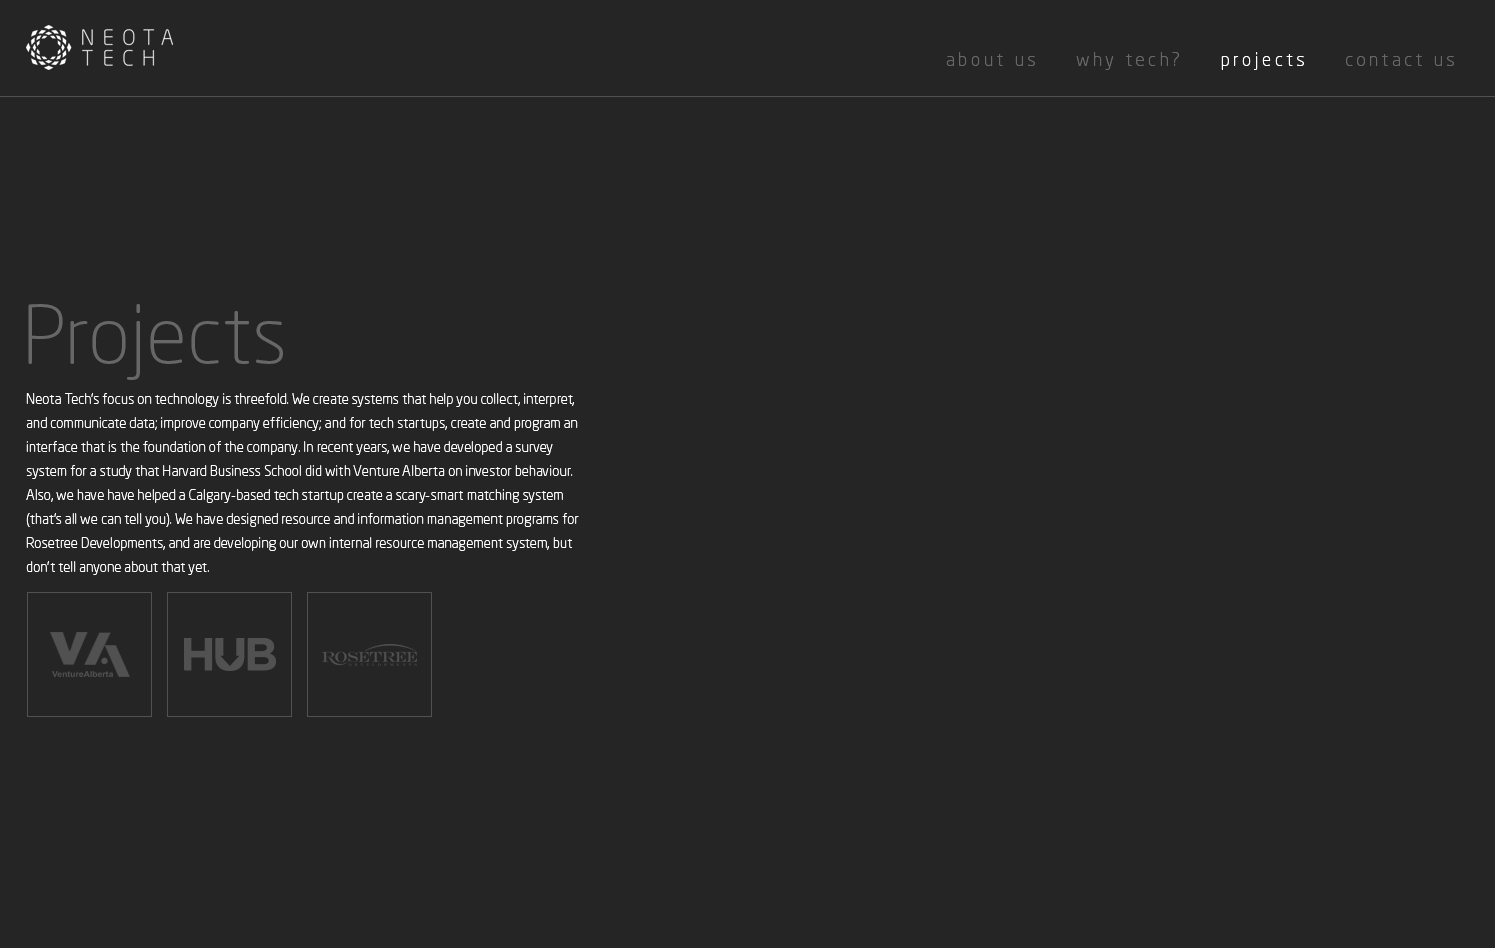 NEOTA
TECH
about us why tech? projects contact us
Projects
Neota Tech's focus on technology is threefold. We create systems that help you collect, interpret,
and communicate data; improve company efficiency; and for tech startups, create and program an
interface that is the foundation of the company. In recent years, we have developed a survey
system for a study that Harvard Business School did with Venture Alberta on investor behaviour.
Also, we have have helped a Calgary-based tech startup create a scary-smart matching system
(that's all we can tell you). We have designed resource and information management programs for
Rosetree Developments, and are developing our own internal resource management system, but
don't tell anyone about that yet.
VA HUB ROSETREE
VentureAlberta DEVELOPMENTS